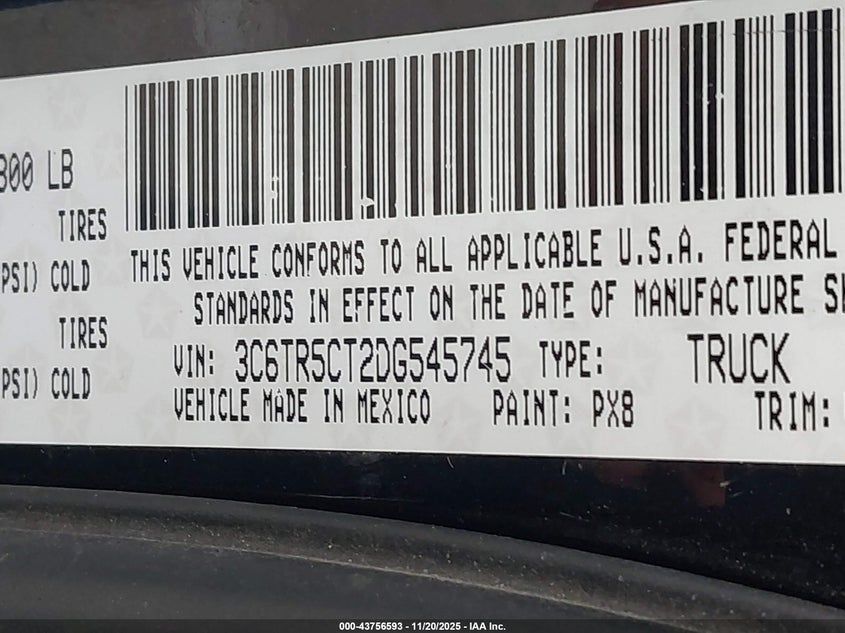 300 LB
TIRES
PSI) COLD
TIRES
PSI) COLD
THIS VEHICLE CONFORMS TO ALL APPLICABLE U.S.A. FEDERAL
STANDARDS IN EFFECT ON THE DATE OF MANUFACTURE
VIN: 3C6TR5CT2DG545745 TYPE: TRUCK
VEHICLE MADE IN MEXICO PAINT: PX8 TRIM:
000-43756593 - 11/20/2025 - IAA Inc.